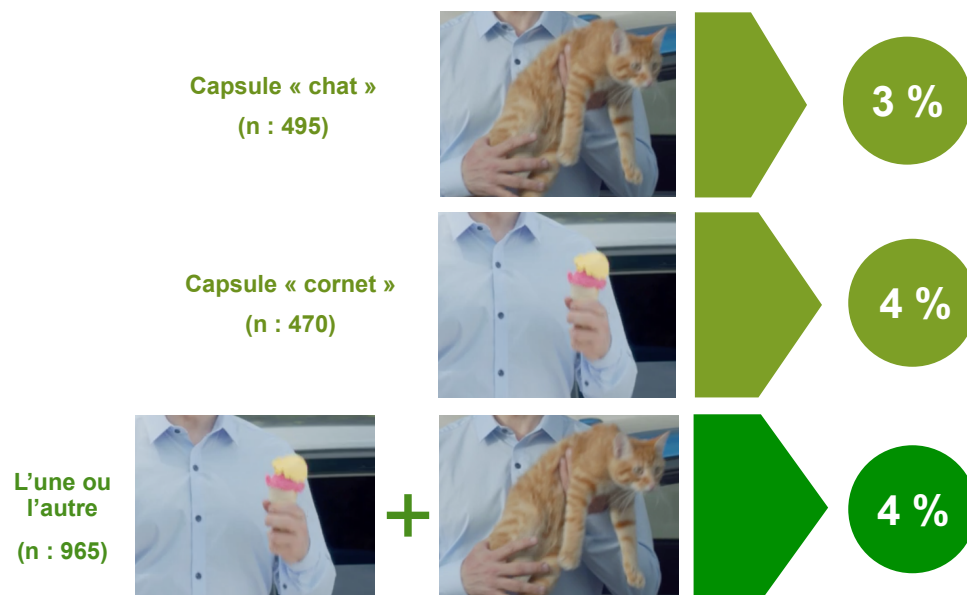 Capsule « chat »
(n : 495)
3 %
Capsule « cornet »
(n : 470)
4 %
L’une ou
l’autre
(n : 965)
+
4 %